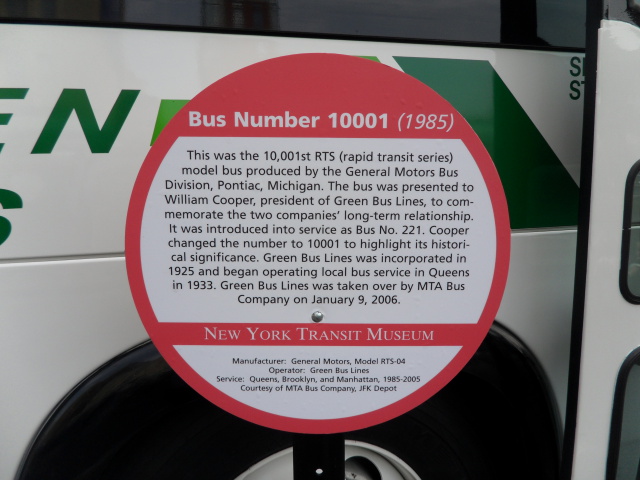 EN
S
S
ST
Bus Number 10001 (1985)
This was the 10,001st RTS (rapid transit series)
model bus produced by the General Motors Bus
Division, Pontiac, Michigan. The bus was presented to
William Cooper, president of Green Bus Lines, to com-
memorate the two companies' long-term relationship.
It was introduced into service as Bus No. 221. Cooper
changed the number to 10001 to highlight its histori-
cal significance. Green Bus Lines was incorporated in
1925 and began operating local bus service in Queens
in 1933. Green Bus Lines was taken over by MTA Bus
Company on January 9, 2006.
NEW YORK TRANSIT MUSEUM
Manufacturer: General Motors, Model RTS-04
Operator: Green Bus Lines
Service: Queens, Brooklyn, and Manhattan, 1985-2005
Courtesy of MTA Bus Company, JFK Depot